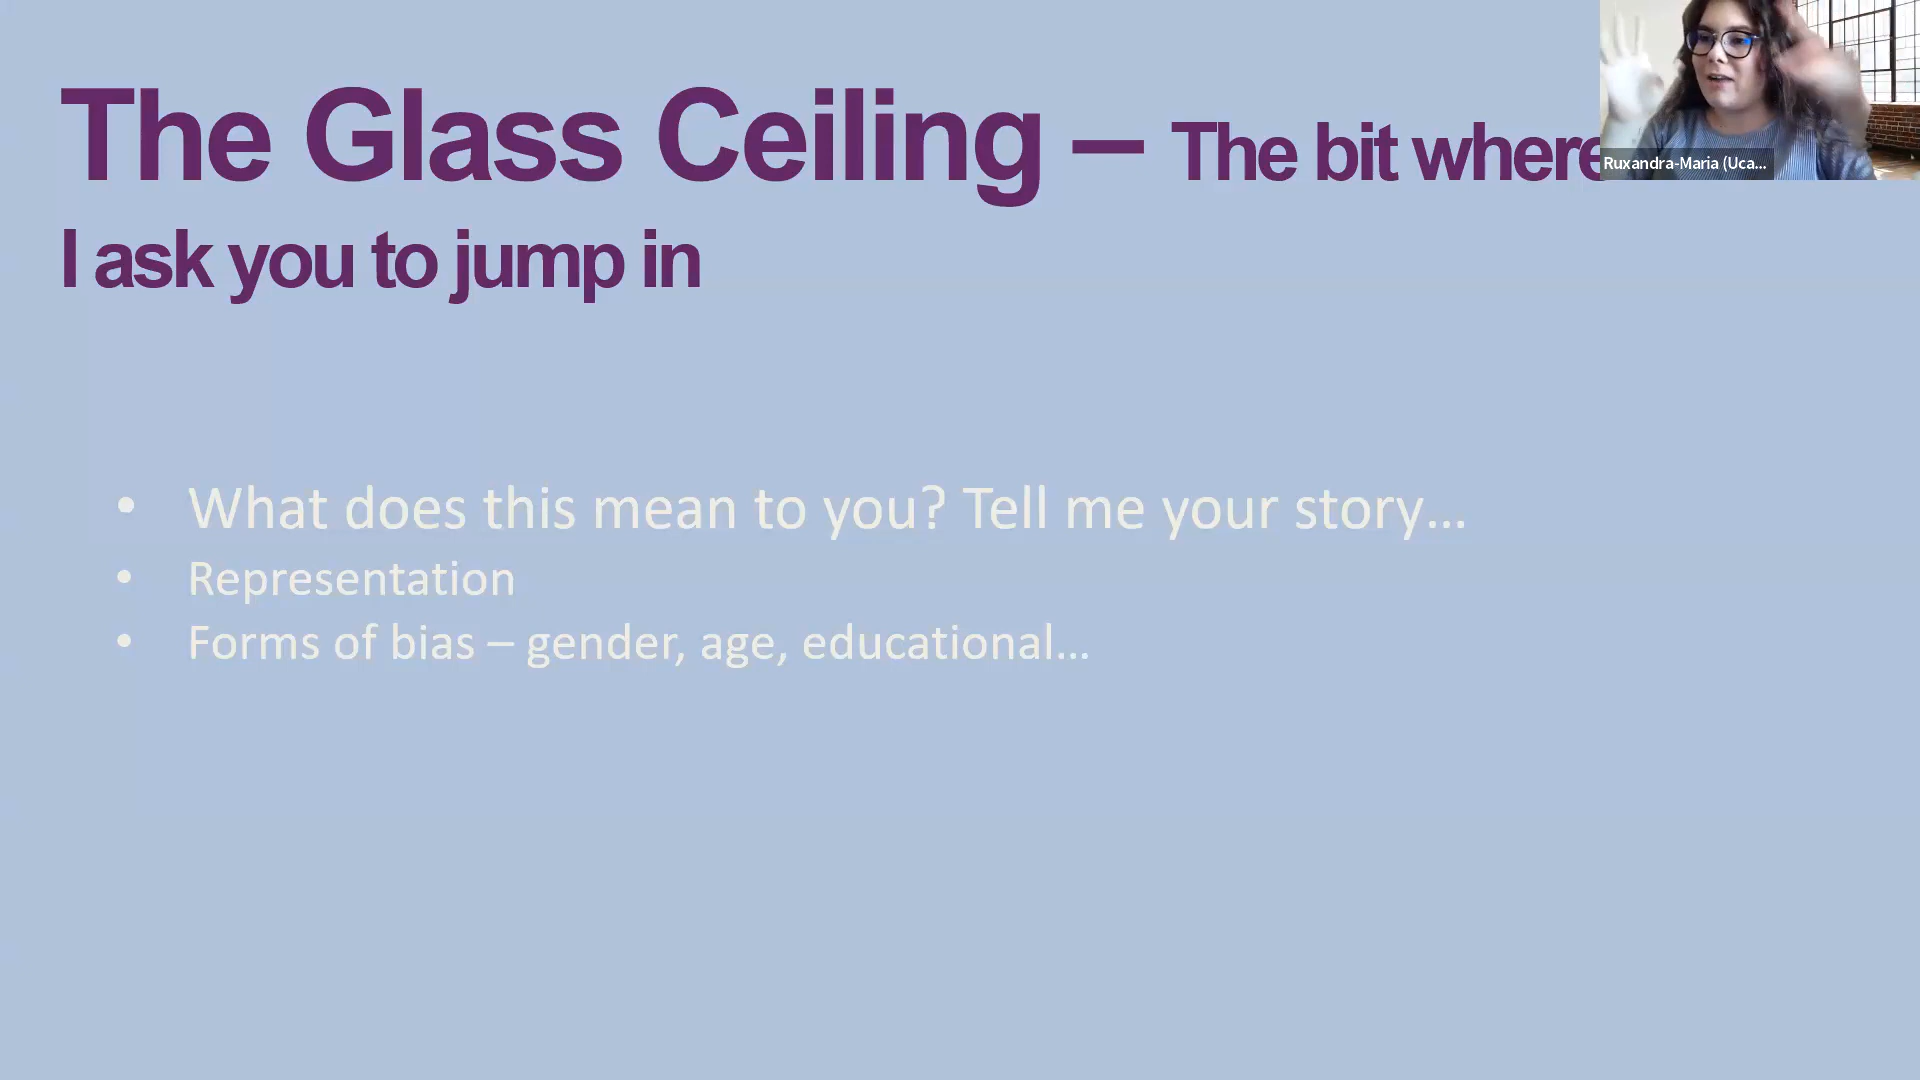 The Glass Ceiling – The bit where
I ask you to jump in
• What does this mean to you? Tell me your story...
• Representation
• Forms of bias – gender, age, educational...
Ruxandra-Maria (Uca...